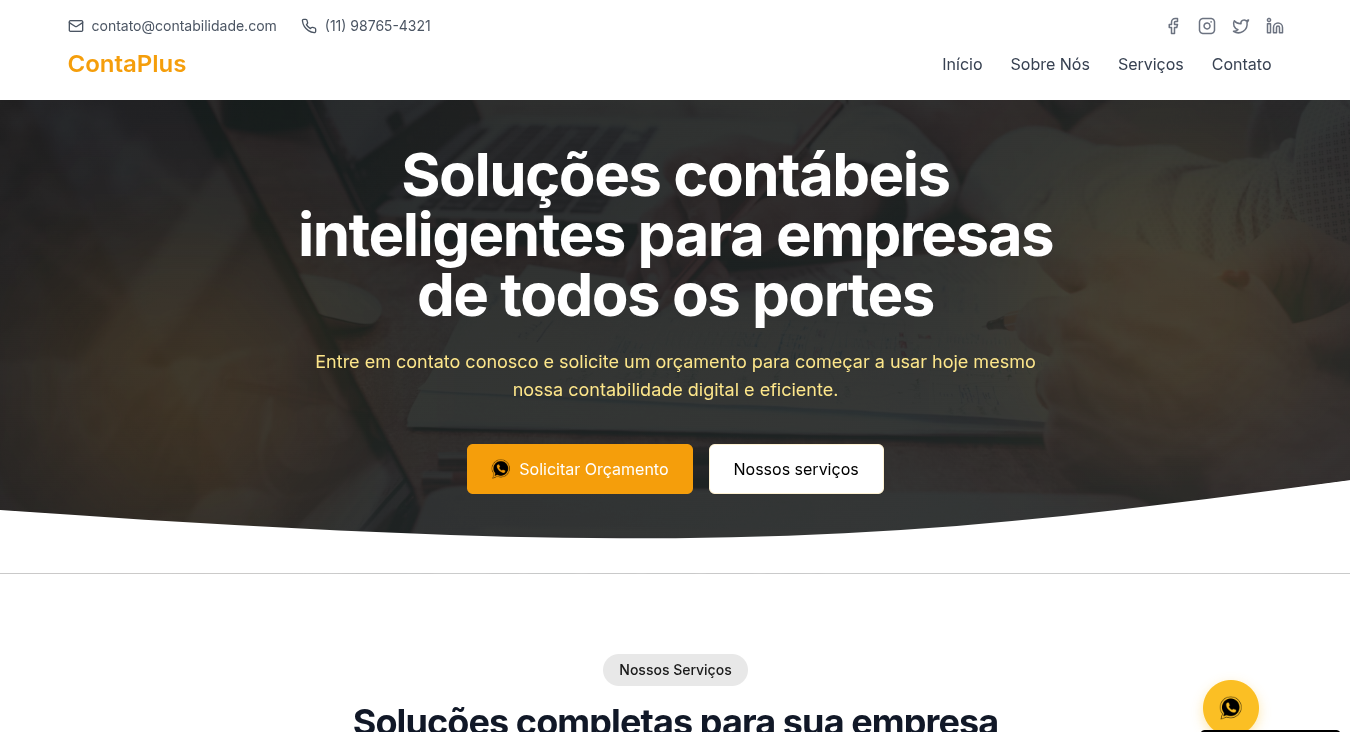 contato@contabilidade.com
(11) 98765-4321
ContaPlus
Início
Sobre Nós
Serviços
Contato
Soluções contábeis
inteligentes para empresas
de todos os portes
Entre em contato conosco e solicite um orçamento para começar a usar hoje mesmo
nossa contabilidade digital e eficiente.
Solicitar Orçamento
Nossos serviços
Nossos Serviços
Soluções completas para sua empresa